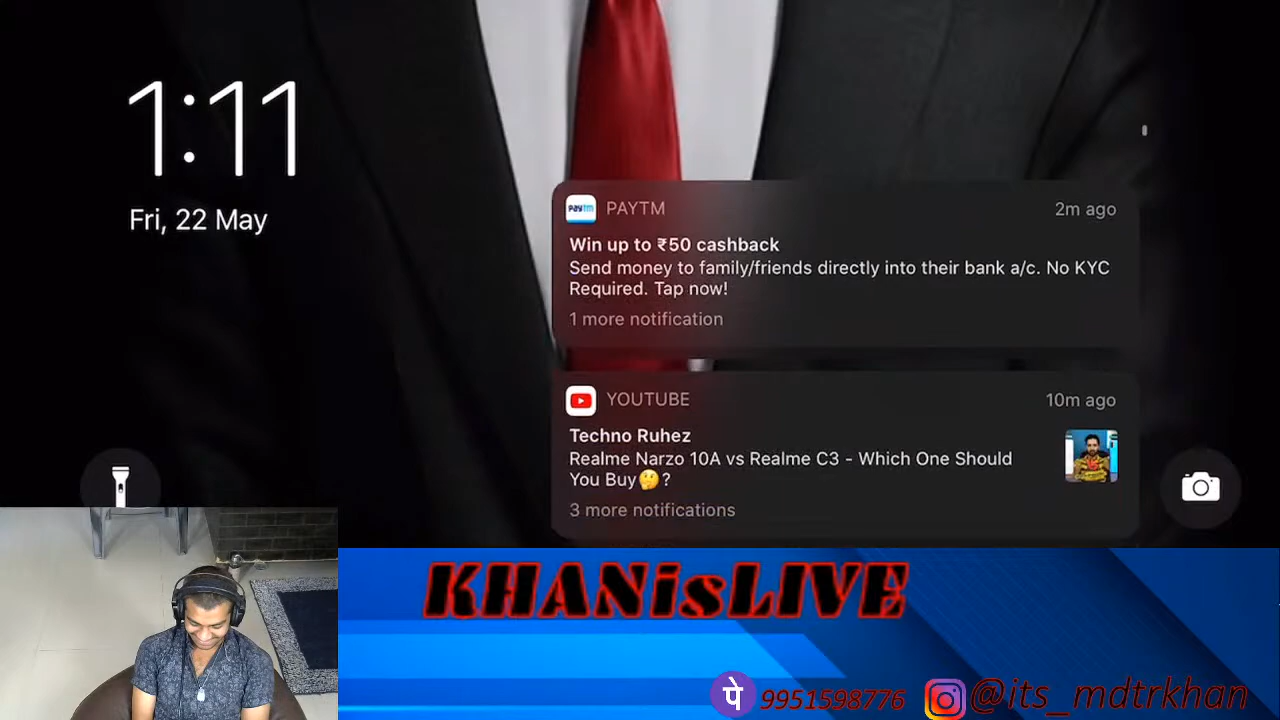 1:11
Fri, 22 May
paytm PAYTM 2m ago
Win up to ₹50 cashback
Send money to family/friends directly into their bank a/c. No KYC
Required. Tap now!
1 more notification
YOUTUBE 10m ago
Techno Ruhez
Realme Narzo 10A vs Realme C3 - Which One Should
You Buy🤔?
3 more notifications
KHANisLIVE
पे 9951598776 @its_mdtrkhan